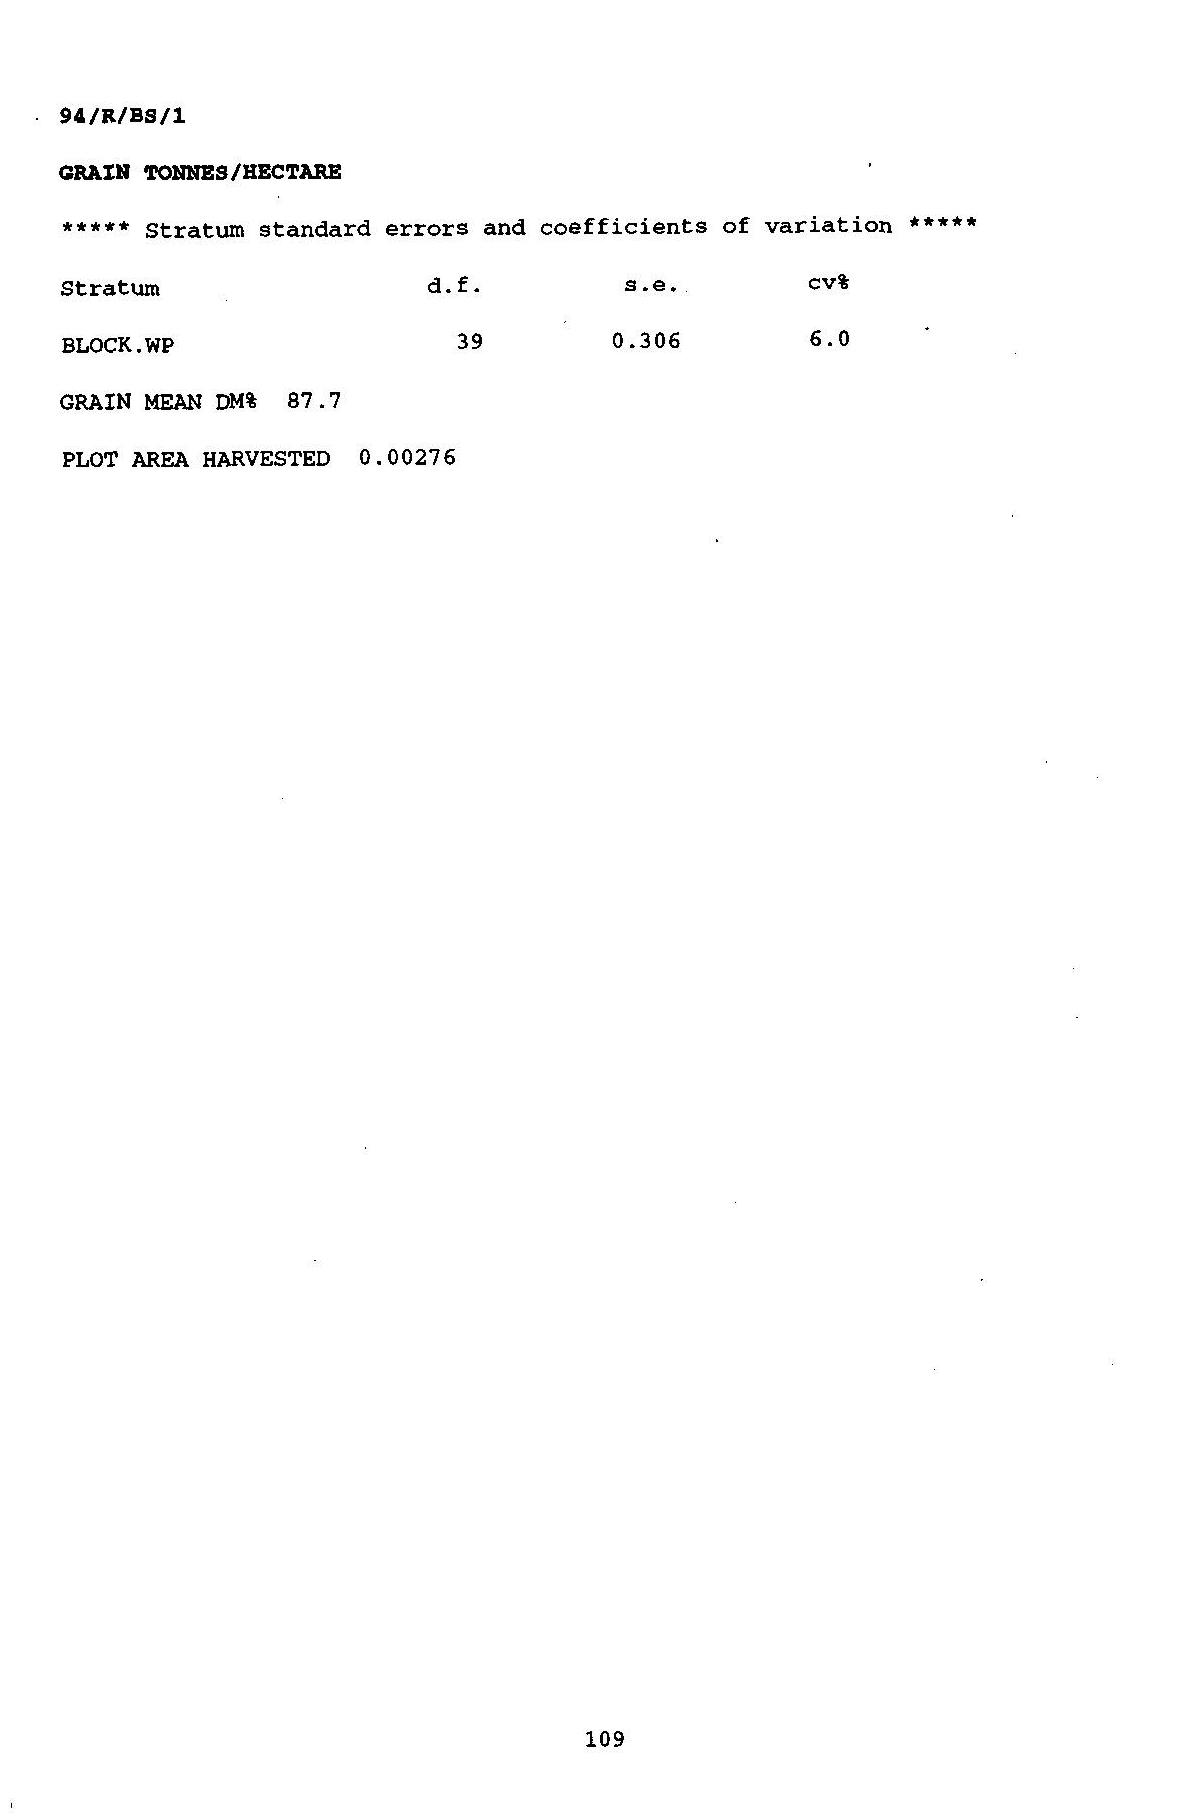 94/R/BS/1
GRAIN TONNES/HECTARE
***** Stratum standard errors and coefficients of variation *****
Stratum d.f. s.e. cv%
BLOCK.WP 39 0.306 6.0
GRAIN MEAN DM% 87.7
PLOT AREA HARVESTED 0.00276
109